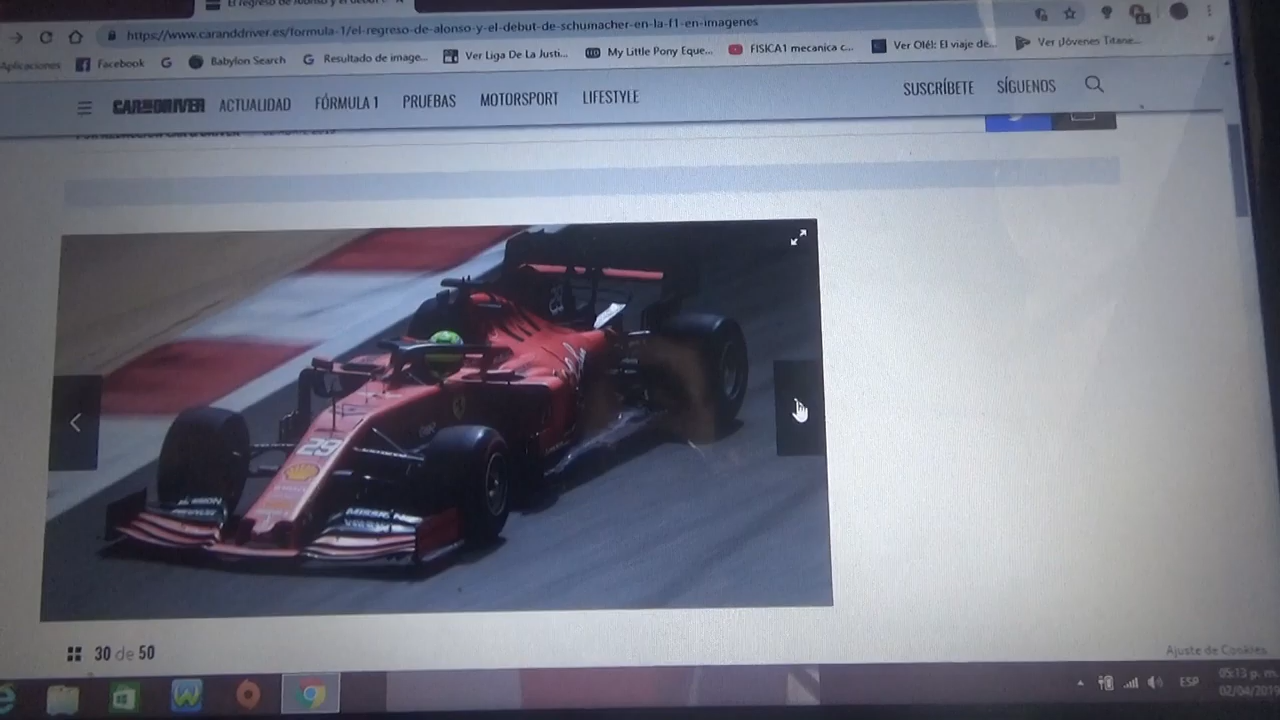 https://www.caranddriver.es/formula-1/el-regreso-de-alonso-y-el-debut-de-schumacher-en-la-f1-en-imagenes
Aplicaciones Facebook Babylon Search Resultado de image... Ver Liga De La Justi... My Little Pony Eque... FISICA1 mecanica c... Ver Olé!: El viaje de... Ver ¡Jóvenes Titane... »
CAR AND DRIVER ACTUALIDAD FÓRMULA 1 PRUEBAS MOTORSPORT LIFESTYLE SUSCRÍBETE SÍGUENOS
29
30 de 50
Ajuste de Cookies
ESP 05:13 p. m.
02/04/2019